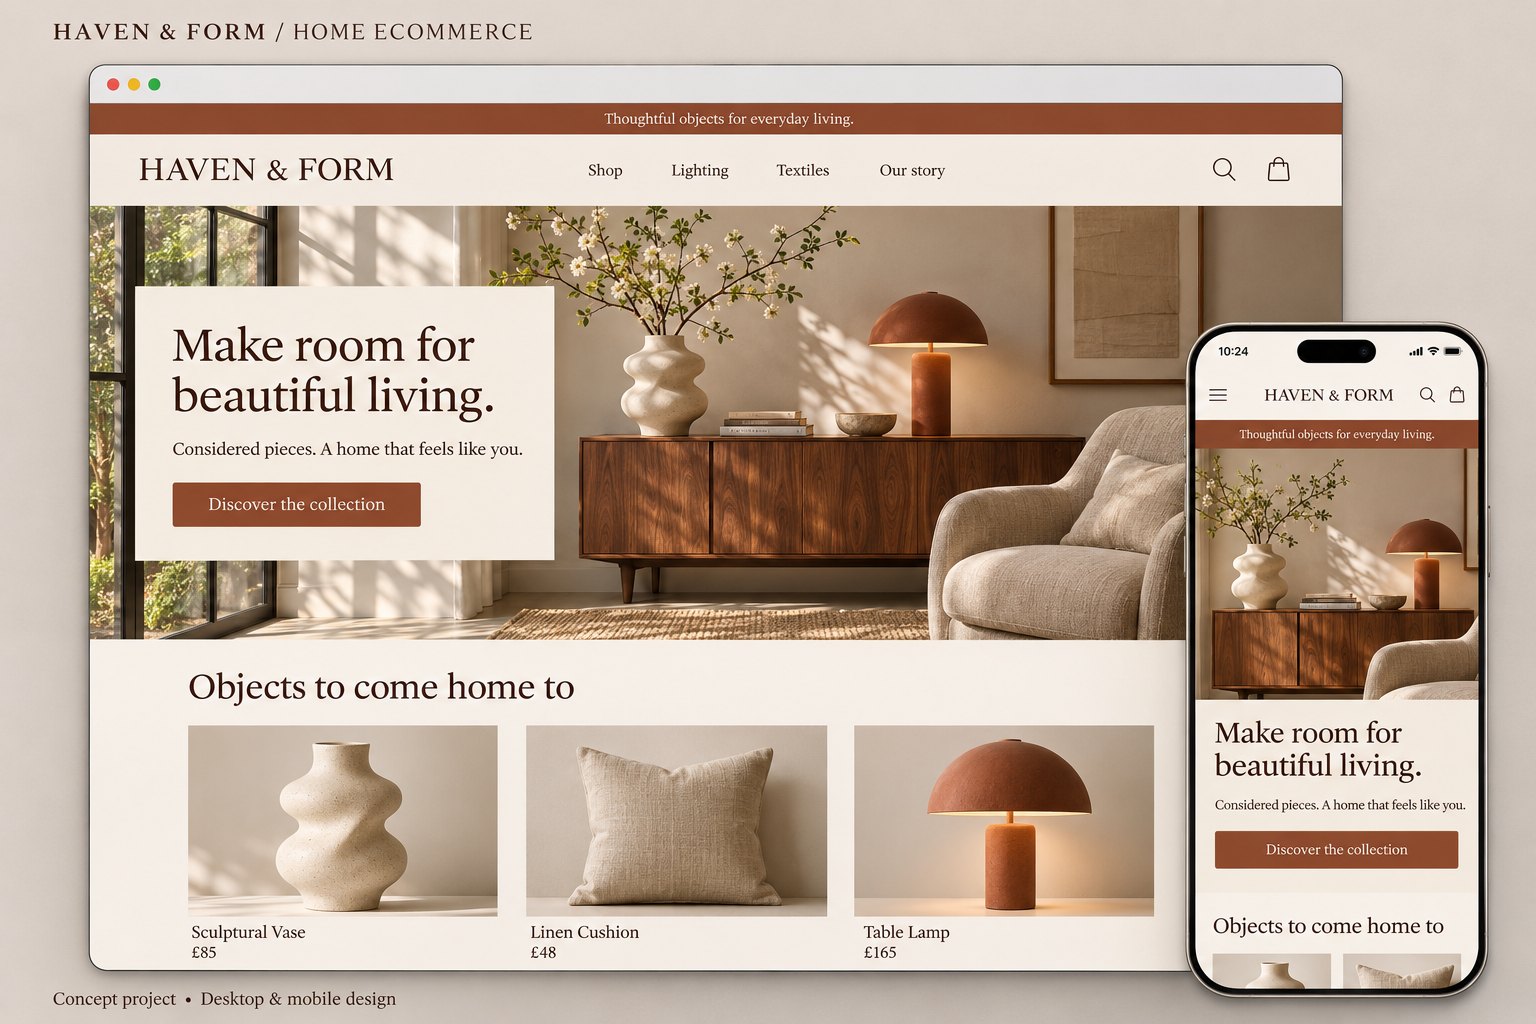 HAVEN & FORM / HOME ECOMMERCE
Thoughtful objects for everyday living.
HAVEN & FORM
Shop
Lighting
Textiles
Our story
Make room for
beautiful living.
Considered pieces. A home that feels like you.
Discover the collection
Objects to come home to
Sculptural Vase
£85
Linen Cushion
£48
Table Lamp
£165
10:24
HAVEN & FORM
Thoughtful objects for everyday living.
Make room for
beautiful living.
Considered pieces. A home that feels like you.
Discover the collection
Objects to come home to
Concept project • Desktop & mobile design